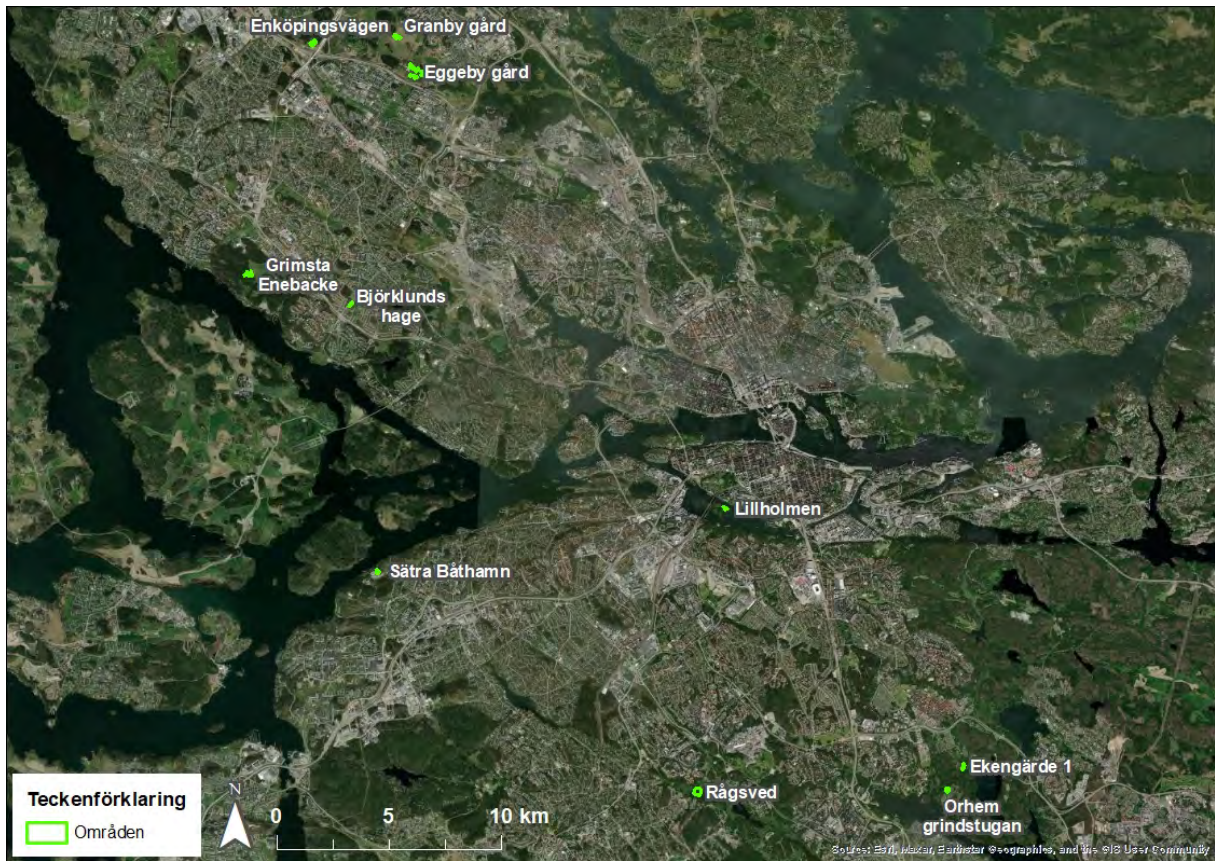 Enköpingsvägen
Granby gård
Eggeby gård
Grimsta
Enebacke
Björklunds
hage
Lillholmen
Sätra Båthamn
Ekengärde 1
Rågsved
Orhem
grindstugan
Teckenförklaring
Områden
N
0 5 10 km
Source: Esri, Maxar, Earthstar Geographics, and the GIS User Community